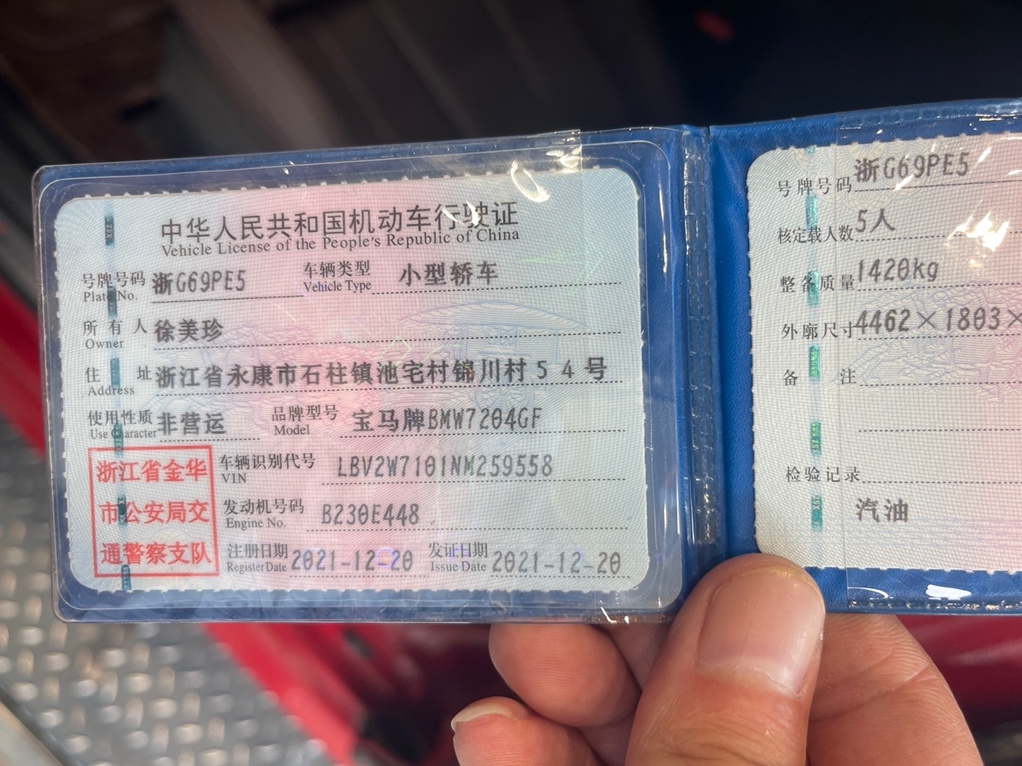 中华人民共和国机动车行驶证
Vehicle License of the People's Republic of China
号牌号码 浙G69PE5 车辆类型 小型轿车
Plate No. Vehicle Type
所有人 徐美珍
Owner
住址 浙江省永康市石柱镇池宅村锦川村54号
Address
使用性质 非营运 品牌型号 宝马牌BMW7204GF
Use Character Model
浙江省金华
市公安局交
通警察支队
车辆识别代号 LBV2W7101NM259558
VIN
发动机号码 B230E448
Engine No.
注册日期 2021-12-20 发证日期 2021-12-20
Register Date Issue Date
号牌号码 浙G69PE5
核定载人数 5人
整备质量 1420kg
外廓尺寸 4462×1803×
备注
检验记录
汽油